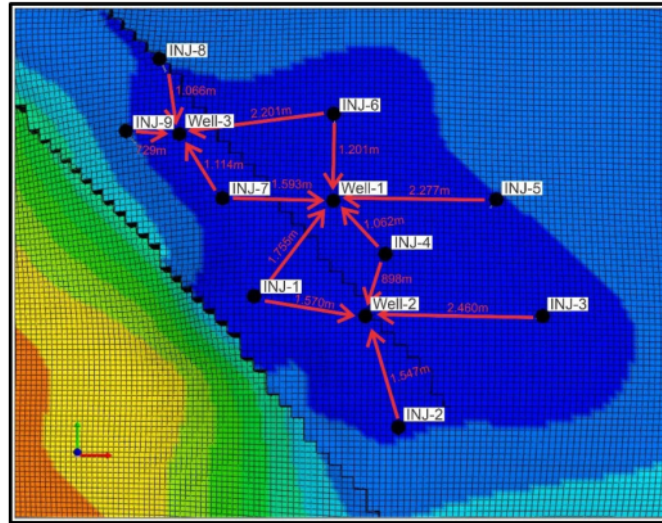 INJ-8
1.066m
INJ-9
Well-3
729m
2.201m
INJ-6
1.201m
1.114m
INJ-7
1.593m
Well-1
2.277m
INJ-5
1.062m
INJ-4
1.755m
898m
INJ-1
1.570m
Well-2
2.460m
INJ-3
1.547m
INJ-2